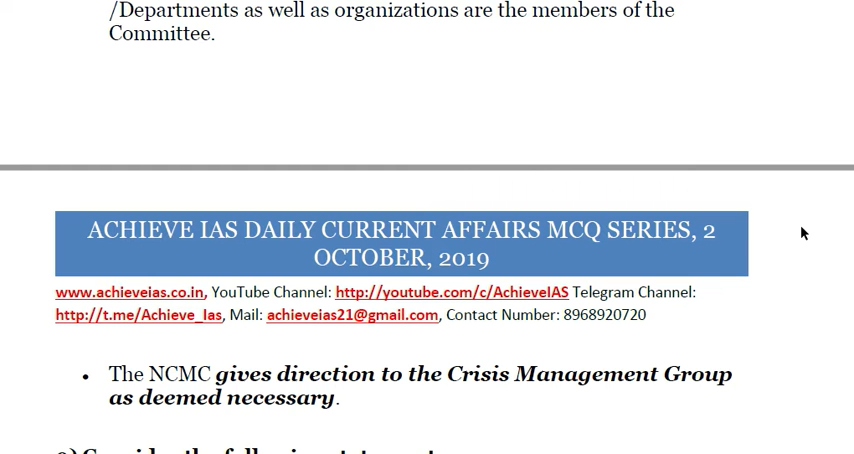 /Departments as well as organizations are the members of the
Committee.
ACHIEVE IAS DAILY CURRENT AFFAIRS MCQ SERIES, 2
OCTOBER, 2019
www.achieveias.co.in, YouTube Channel: http://youtube.com/c/AchieveIAS Telegram Channel:
http://t.me/Achieve_Ias, Mail: achieveias21@gmail.com, Contact Number: 8968920720
• The NCMC gives direction to the Crisis Management Group
as deemed necessary.